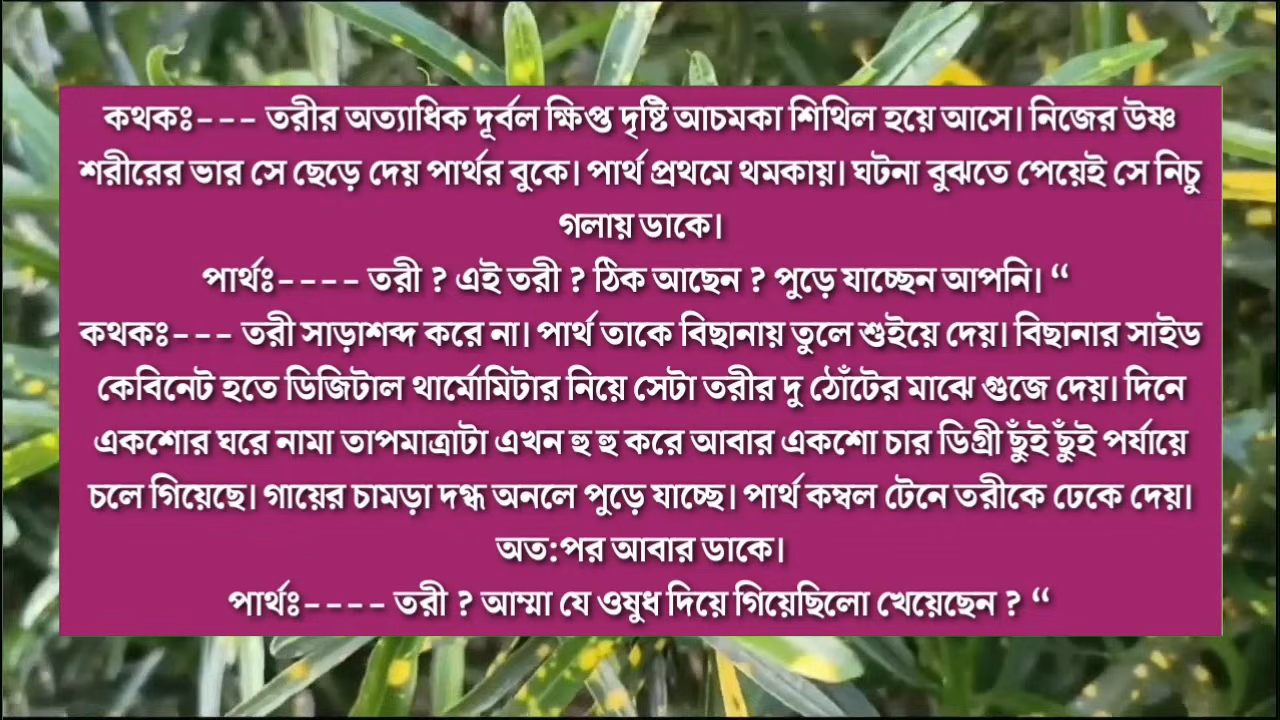 কথকঃ--- তরীর অত্যাধিক দূর্বল ক্ষিপ্ত দৃষ্টি আচমকা শিথিল হয়ে আসে। নিজের উষ্ণ
শরীরের ভার সে ছেড়ে দেয় পার্থর বুকে। পার্থ প্রথমে থমকায়। ঘটনা বুঝতে পেয়েই সে নিচু
গলায় ডাকে।
পার্থঃ---- তরী ? এই তরী ? ঠিক আছেন ? পুড়ে যাচ্ছেন আপনি। “
কথকঃ--- তরী সাড়াশব্দ করে না। পার্থ তাকে বিছানায় তুলে শুইয়ে দেয়। বিছানার সাইড
কেবিনেট হতে ডিজিটাল থার্মোমিটার নিয়ে সেটা তরীর দু ঠোঁটের মাঝে গুজে দেয়। দিনে
একশোর ঘরে নামা তাপমাত্রাটা এখন হু হু করে আবার একশো চার ডিগ্রী ছুঁই ছুঁই পর্যায়ে
চলে গিয়েছে। গায়ের চামড়া দগ্ধ অনলে পুড়ে যাচ্ছে। পার্থ কম্বল টেনে তরীকে ঢেকে দেয়।
অত:পর আবার ডাকে।
পার্থঃ---- তরী ? আম্মা যে ওষুধ দিয়ে গিয়েছিলো খেয়েছেন ? “